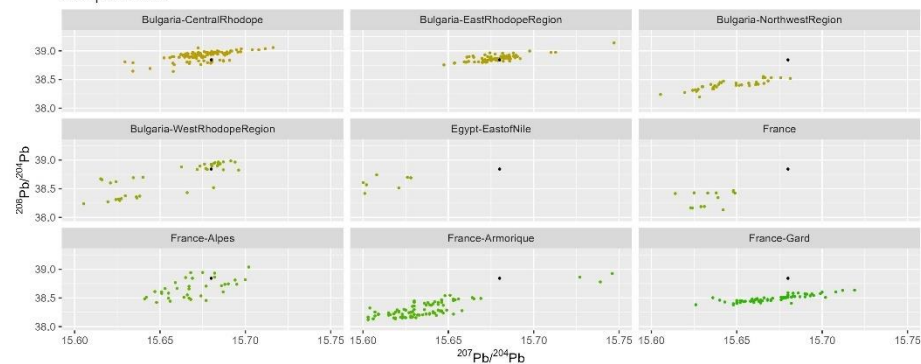 Bulgaria-CentralRhodope Bulgaria-EastRhodopeRegion Bulgaria-NorthwestRegion
39.0
38.5
38.0
Bulgaria-WestRhodopeRegion Egypt-EastofNile France
39.0
38.5
38.0
208Pb/204Pb
France-Alpes France-Armorique France-Gard
39.0
38.5
38.0
15.60 15.65 15.70 15.75 15.60 15.65 15.70 15.75 15.60 15.65 15.70 15.75
207Pb/204Pb